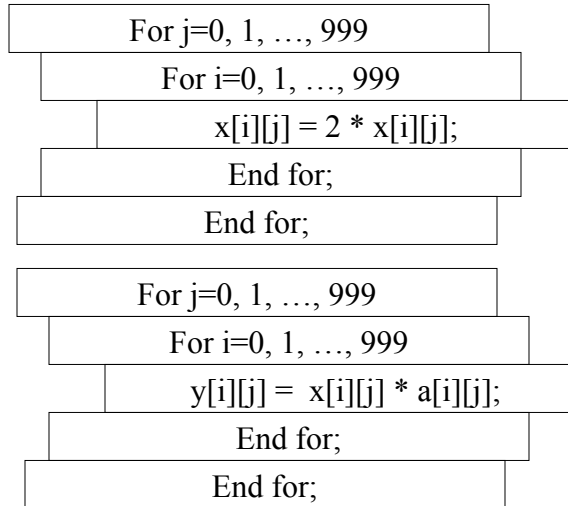 For j=0, 1, …, 999
For i=0, 1, …, 999
x[i][j] = 2 * x[i][j];
End for;
End for;
For j=0, 1, …, 999
For i=0, 1, …, 999
y[i][j] =  x[i][j] * a[i][j];
End for;
End for;